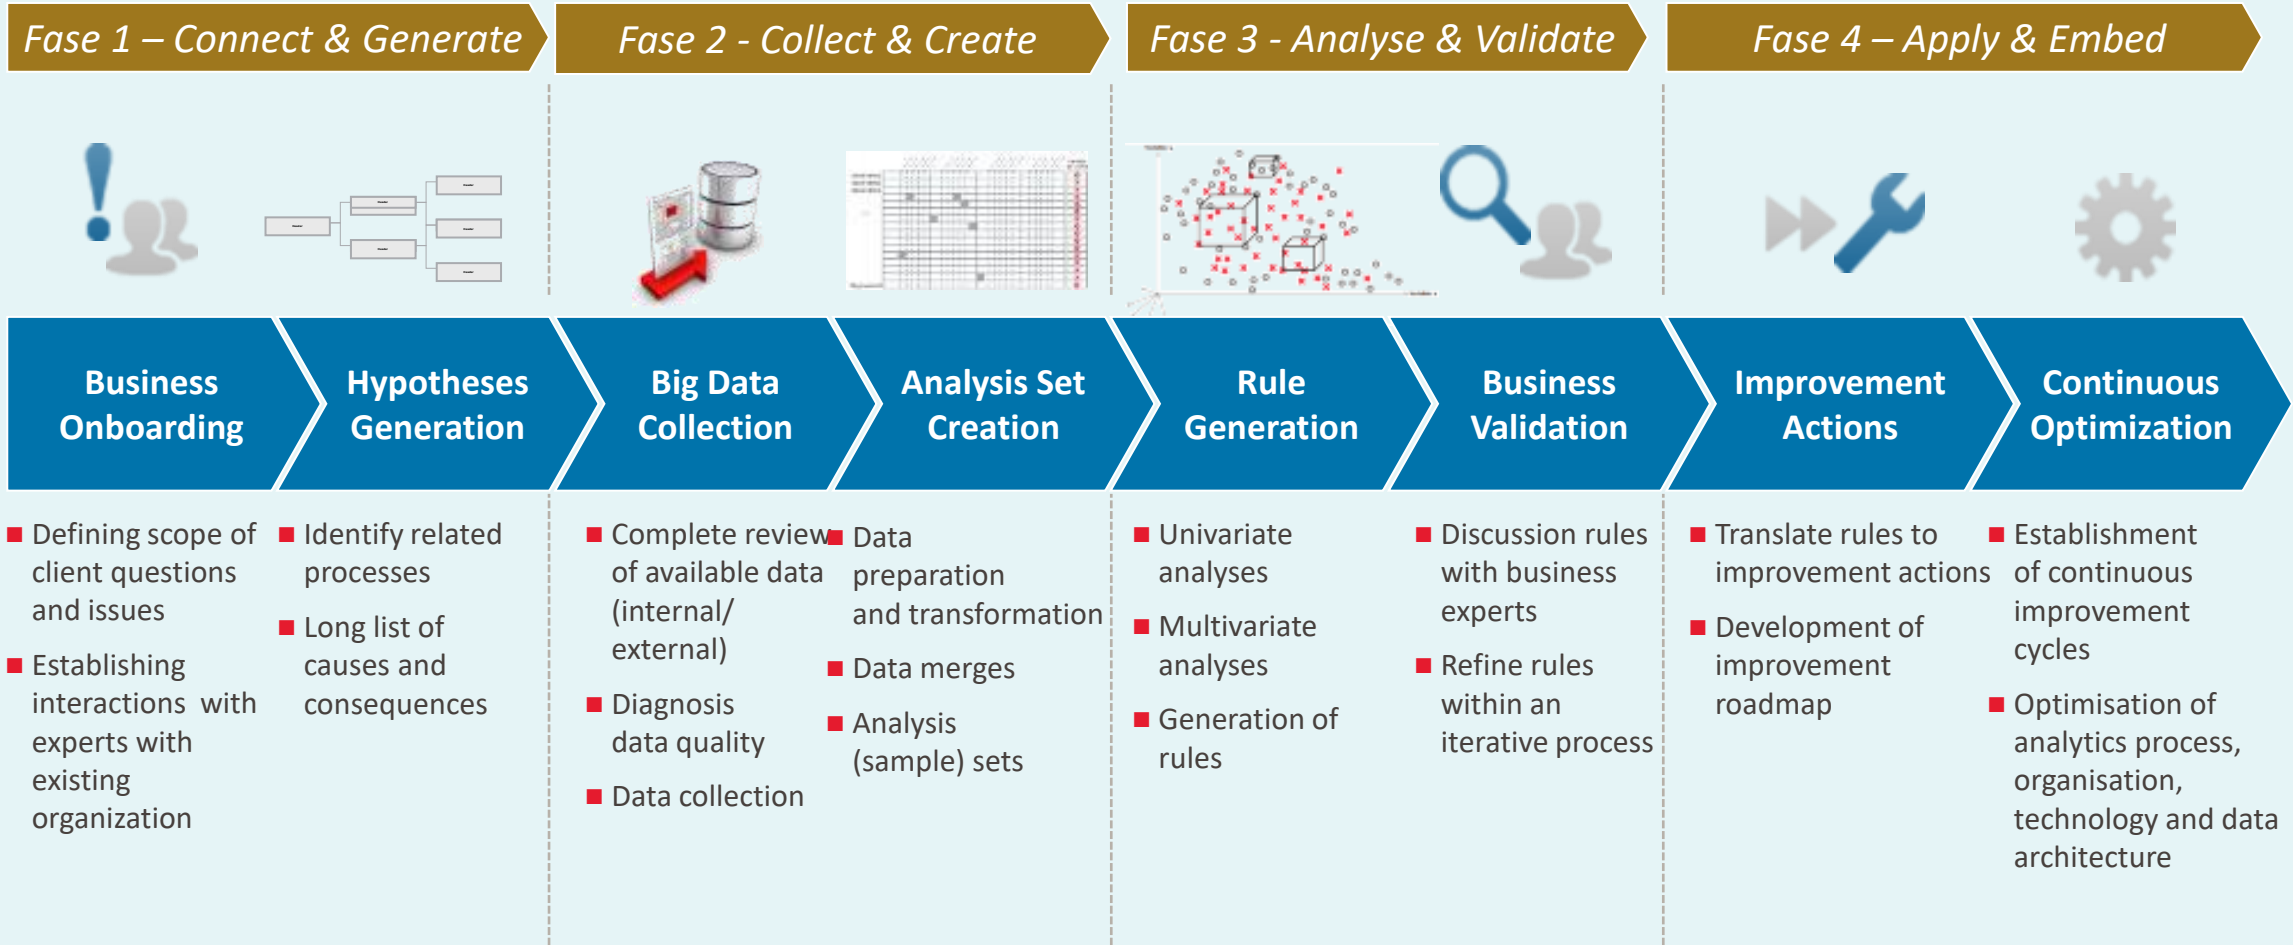 Fase 1 – Connect & Generate
Fase 2 - Collect & Create
Fase 3 - Analyse & Validate
Fase 4 – Apply & Embed
Business
Onboarding
Hypotheses
Generation
Big Data
Collection
Analysis Set
Creation
Rule
Generation
Business
Validation
Improvement
Actions
Continuous
Optimization
Defining scope of
client questions
and issues
Establishing
interactions  with
experts with
existing
organization
Identify related
processes
Long list of
causes and
consequences
Complete review
of available data
(internal/
external)
Diagnosis
data quality
Data collection
Data
preparation
and transformation
Data merges
Analysis
(sample) sets
Univariate
analyses
Multivariate
analyses
Generation of
rules
Discussion rules
with business
experts
Refine rules
within an
iterative process
Translate rules to
improvement actions
Development of
improvement
roadmap
Establishment
of continuous
improvement
cycles
Optimisation of
analytics process,
organisation,
technology and data
architecture